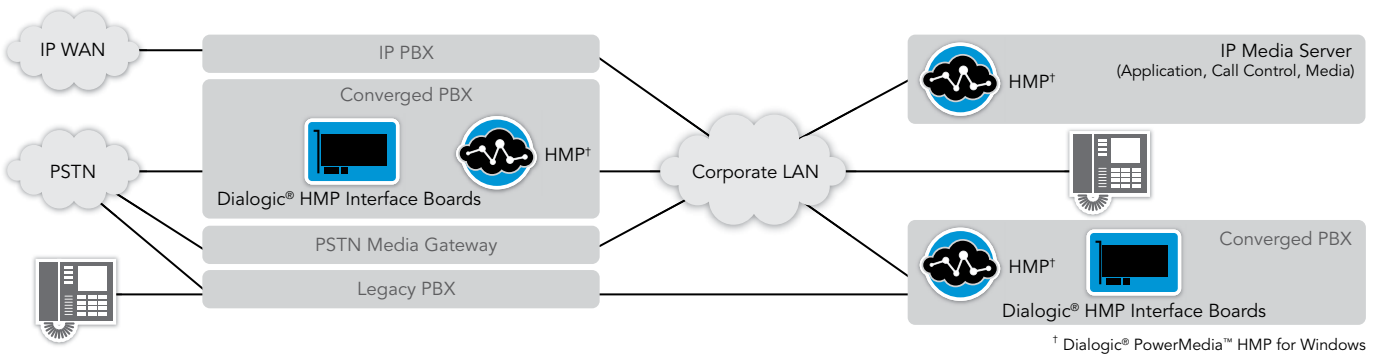 IP WAN
IP PBX
Converged PBX
HMP†
Dialogic® HMP Interface Boards
PSTN
PSTN Media Gateway
Legacy PBX
Corporate LAN
IP Media Server
(Application, Call Control, Media)
HMP†
Converged PBX
HMP†
Dialogic® HMP Interface Boards
† Dialogic® PowerMedia™ HMP for Windows